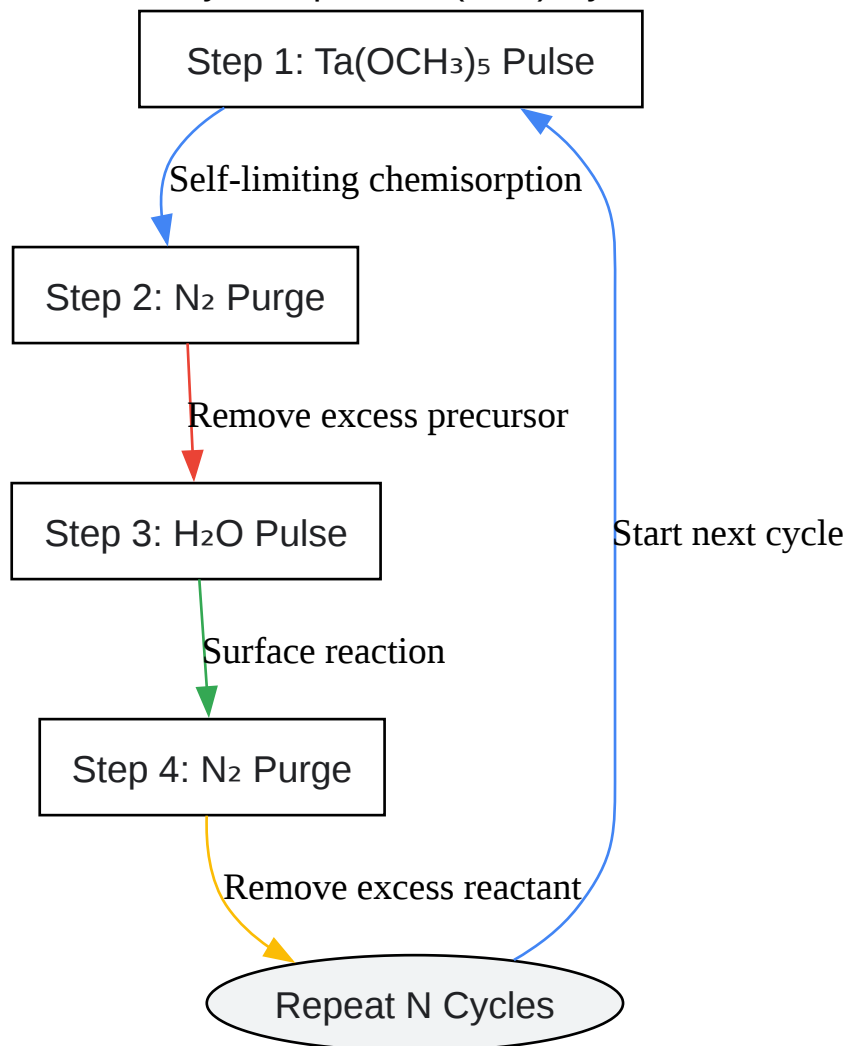 Step 1: Ta(OCH₃)₅ Pulse
Self-limiting chemisorption
Step 2: N₂ Purge
Remove excess precursor
Step 3: H₂O Pulse
Start next cycle
Surface reaction
Step 4: N₂ Purge
Remove excess reactant
Repeat N Cycles